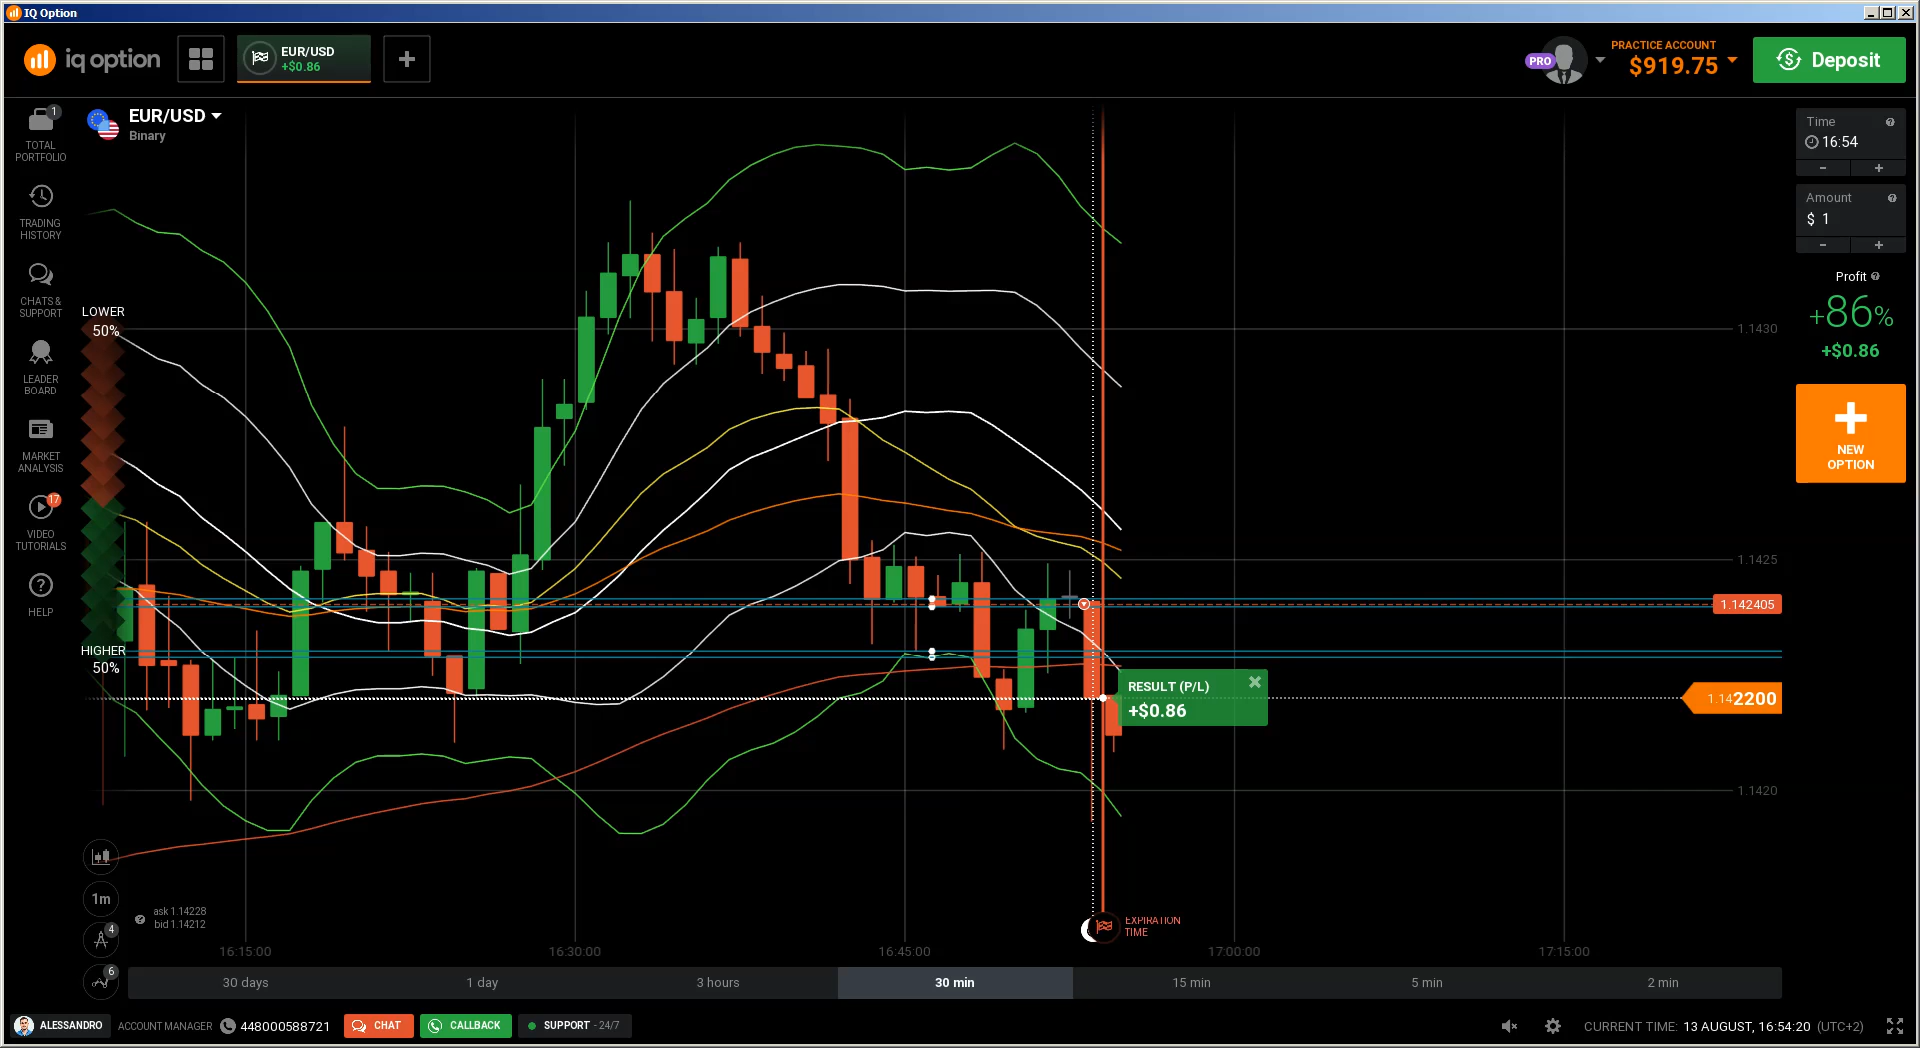 IQ Option
iq option
EUR/USD
+$0.86
PRO
PRACTICE ACCOUNT
$919.75
Deposit
1
TOTAL
PORTFOLIO
TRADING
HISTORY
CHATS &
SUPPORT
LEADER
BOARD
MARKET
ANALYSIS
17
VIDEO
TUTORIALS
HELP
EUR/USD
Binary
LOWER
50%
HIGHER
50%
1.1430
1.1425
1.142405
1.142200
1.1420
RESULT (P/L)
+$0.86
EXPIRATION
TIME
Time
16:54
- +
Amount
$ 1
- +
Profit
+86%
+$0.86
NEW
OPTION
1m
4
6
ask 1.14228
bid 1.14212
16:15:00 16:30:00 16:45:00 17:00:00 17:15:00
30 days 1 day 3 hours 30 min 15 min 5 min 2 min
ALESSANDRO ACCOUNT MANAGER 448000588721 CHAT CALLBACK SUPPORT - 24/7
CURRENT TIME: 13 AUGUST, 16:54:20 (UTC+2)